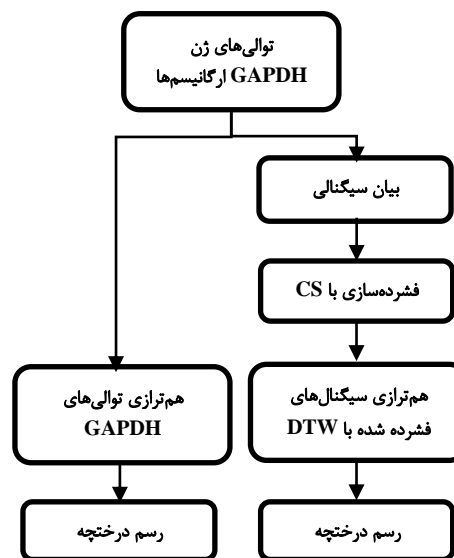 توالی‌های ژن
GAPDH ارگانیسم‌ها
بیان سیگنالی
فشرده‌سازی با CS
هم‌ترازی سیگنال‌های
فشرده شده با DTW
هم‌ترازی توالی‌های
GAPDH
رسم درختچه
رسم درختچه